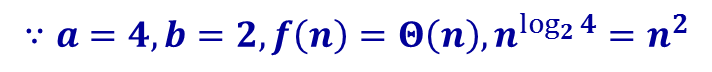 ∵ a = 4, b = 2, f(n) = Θ(n), n^{log₂ 4} = n²